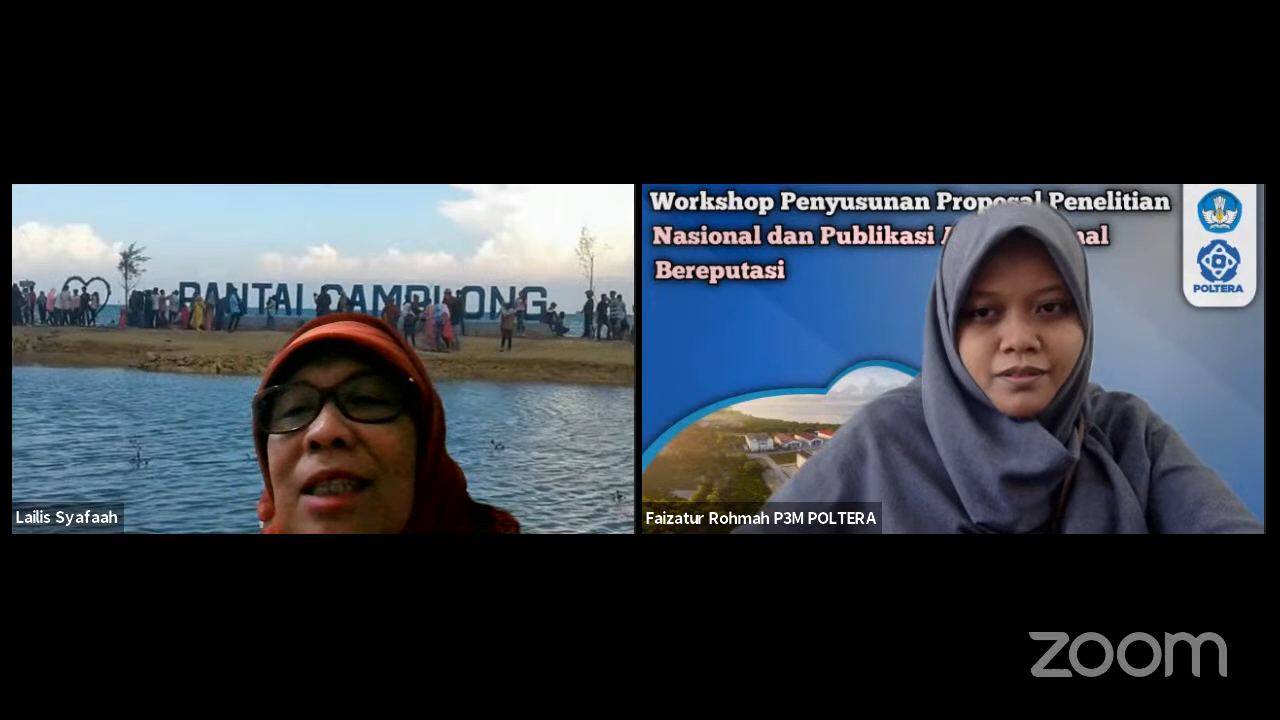 PANTAI CAMPLONG
Lailis Syafaah
Workshop Penyusunan Proposal Penelitian
Nasional dan Publikasi
Bereputasi
POLTERA
Faizatur Rohmah P3M POLTERA
zoom